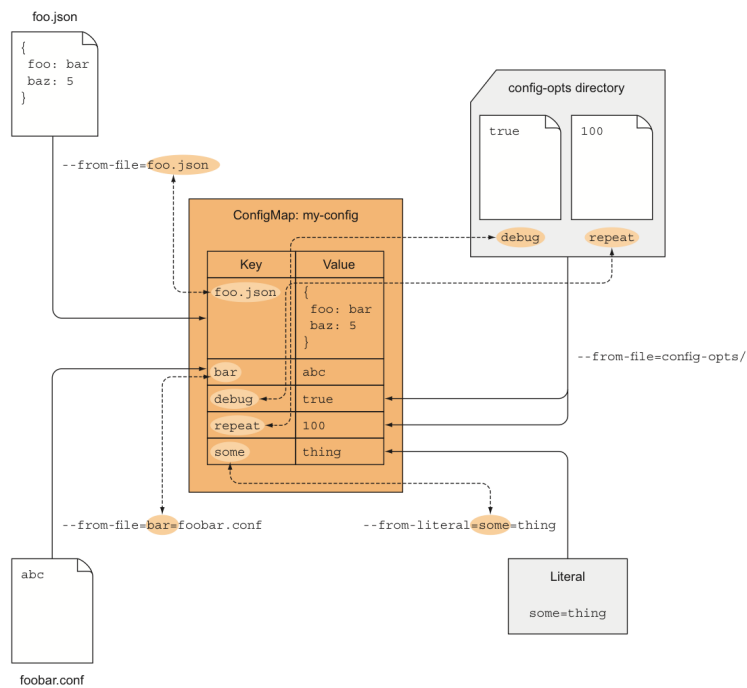 foo.json
{
foo: bar
baz: 5
}
--from-file=foo.json
config-opts directory
true
100
debug
repeat
ConfigMap: my-config
Key
Value
foo.json
{
foo: bar
baz: 5
}
bar
abc
debug
true
repeat
100
some
thing
--from-file=config-opts/
--from-file=bar=foobar.conf
--from-literal=some=thing
abc
foobar.conf
Literal
some=thing